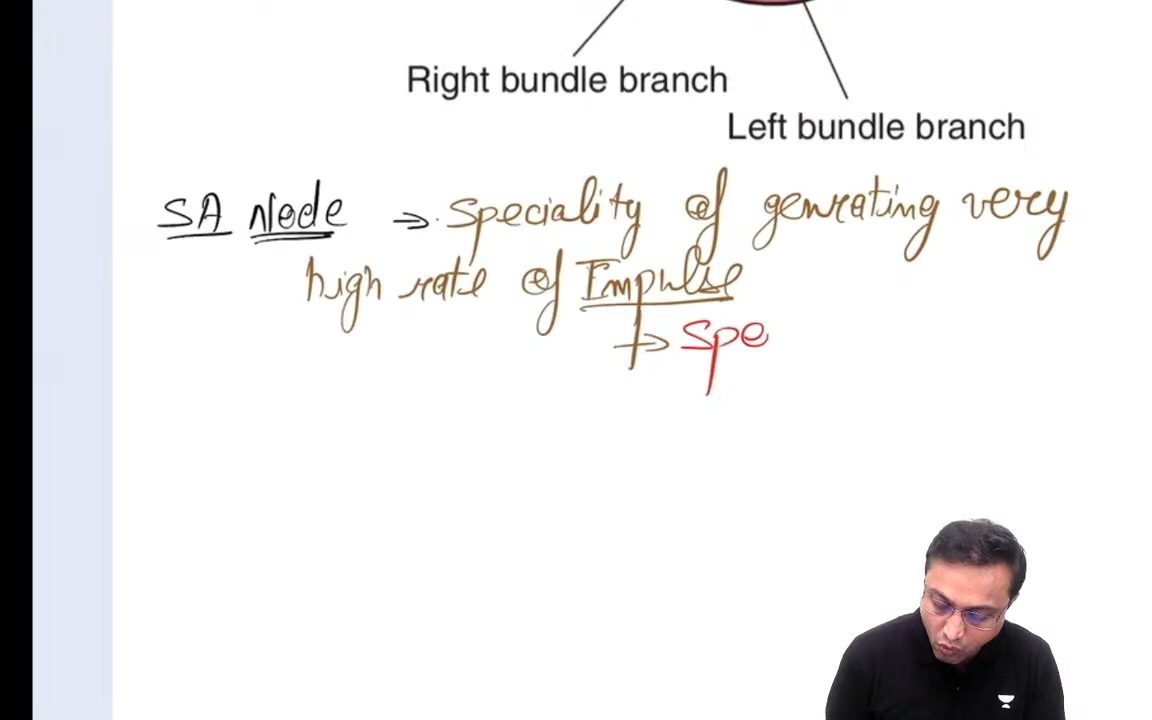 Right bundle branch
Left bundle branch
SA Node → Speciality of genrating very
high rate of Impulse
→ Spe